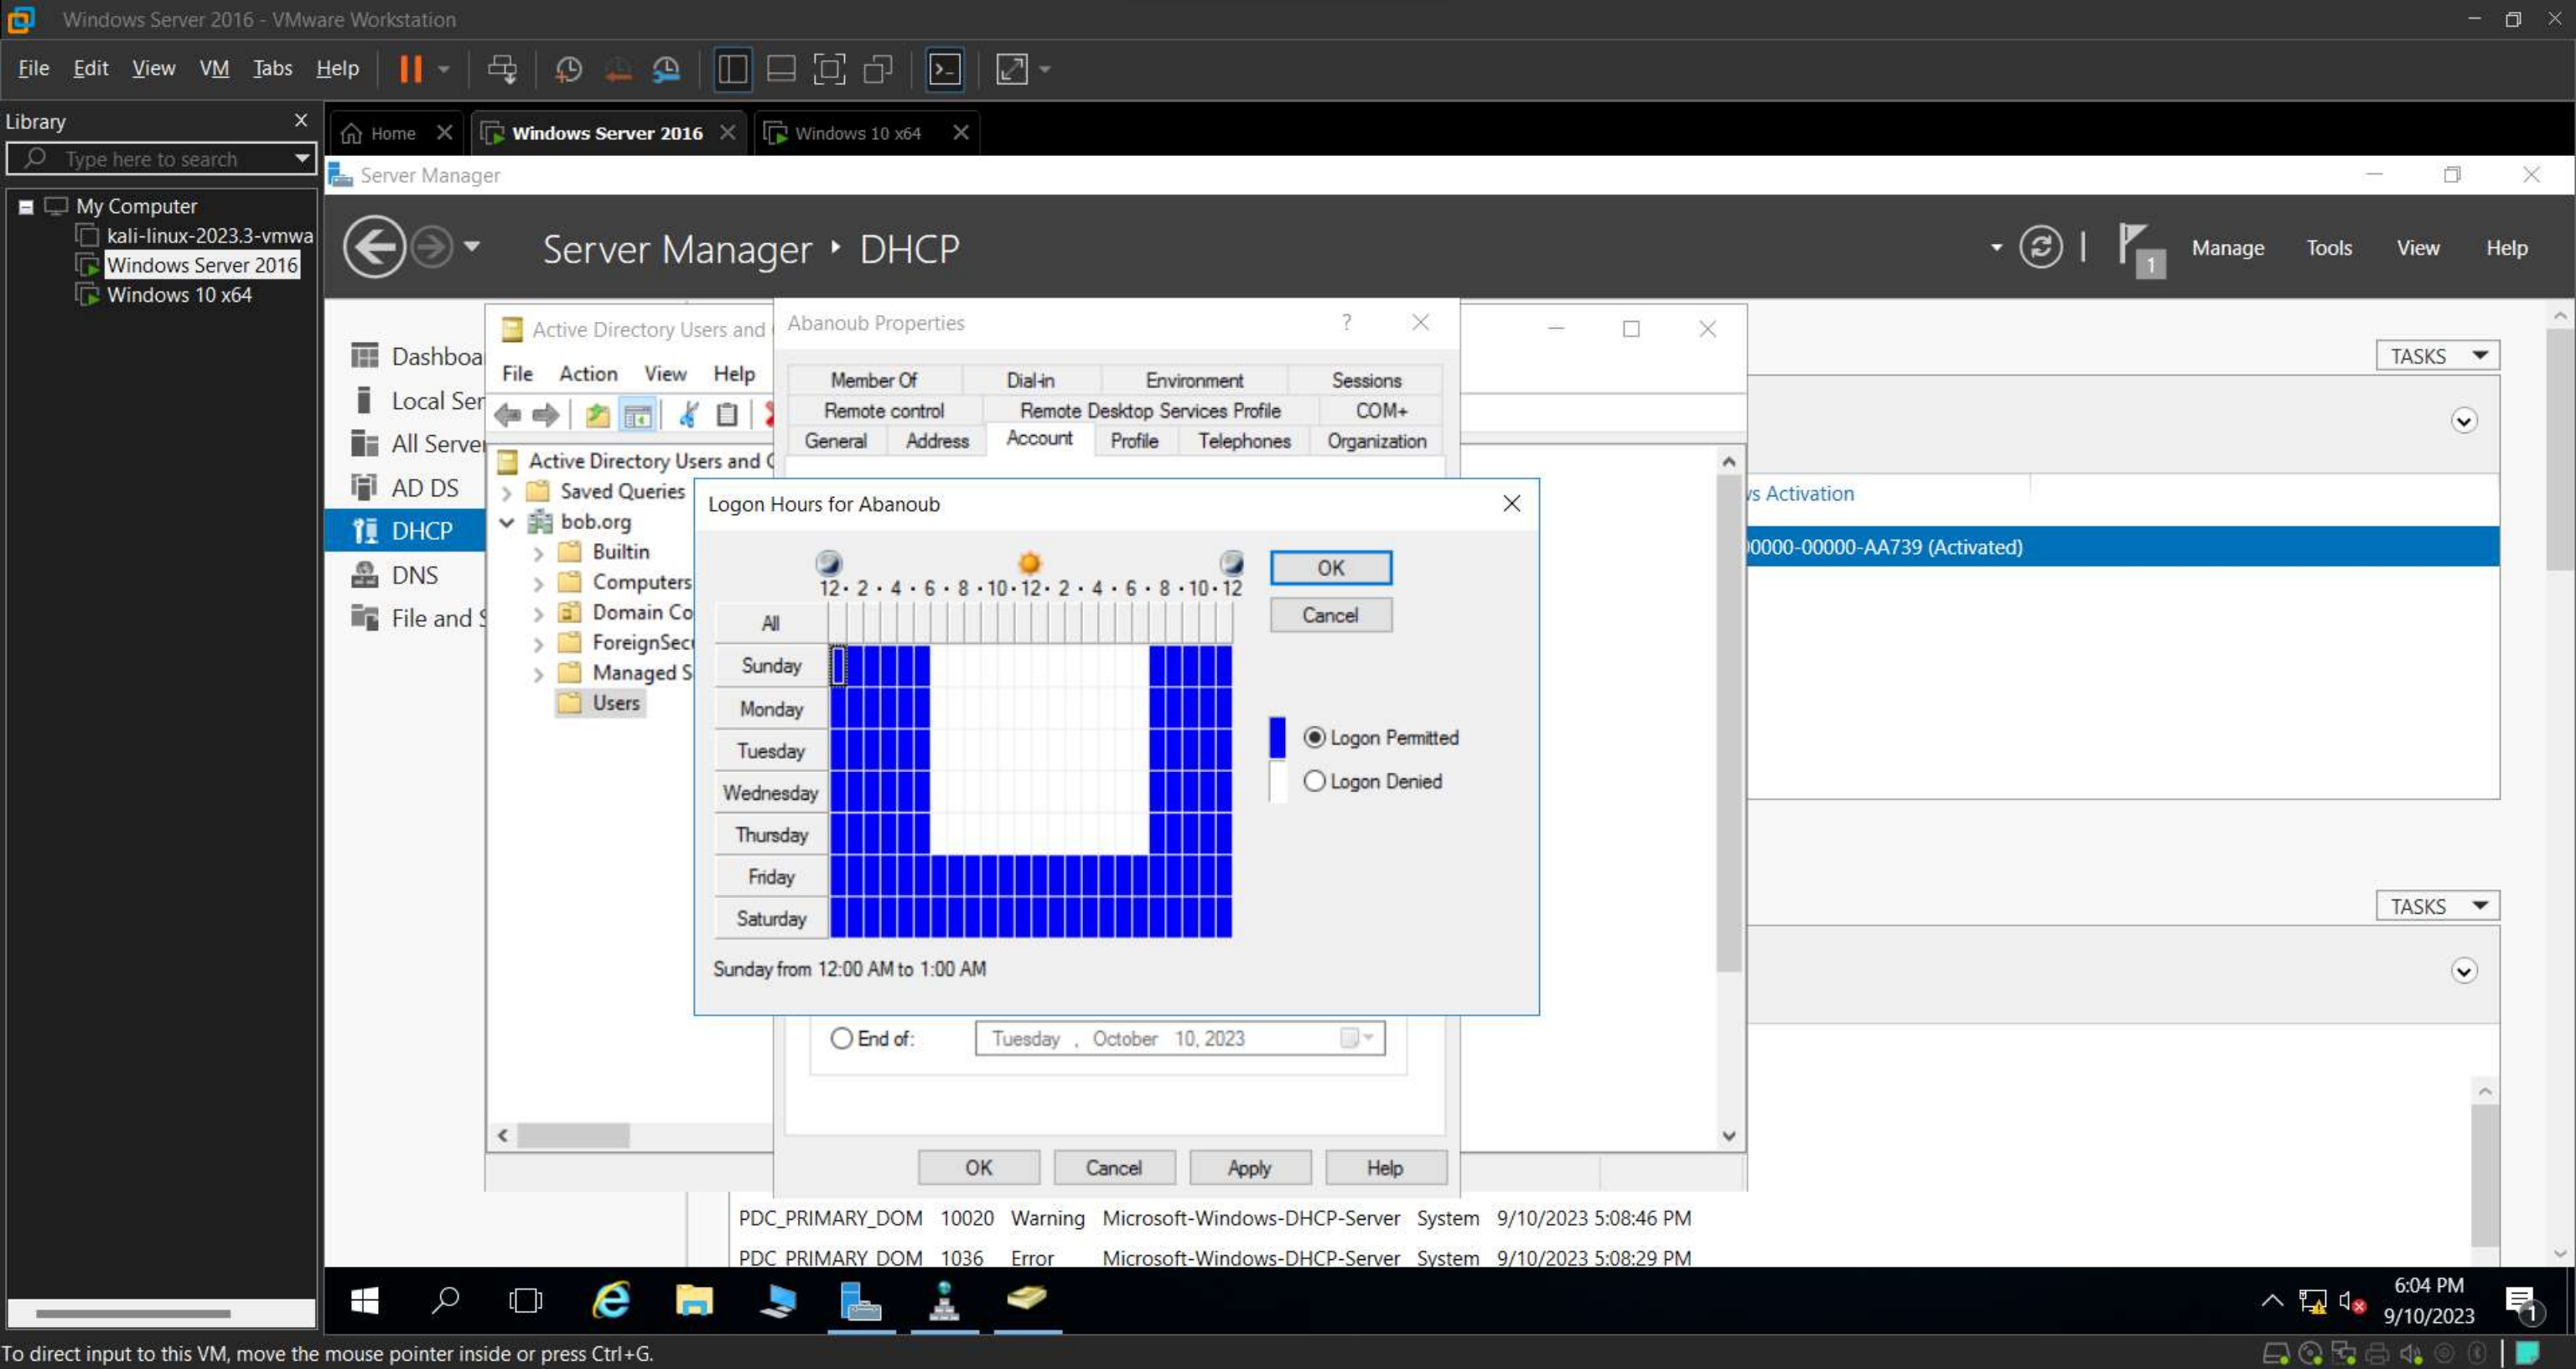 Windows Server 2016 - VMware Workstation
File Edit View VM Tabs Help
Library
Type here to search
My Computer
kali-linux-2023.3-vmwa
Windows Server 2016
Windows 10 x64
Home
Windows Server 2016
Windows 10 x64
Server Manager
Server Manager ‣ DHCP
1
Manage Tools View Help
Dashboa
Local Ser
All Server
AD DS
DHCP
DNS
File and S
Active Directory Users and
File Action View Help
Active Directory Users and C
Saved Queries
bob.org
Builtin
Computers
Domain Co
ForeignSecu
Managed S
Users
Abanoub Properties
?
Member Of Dial-in Environment Sessions
Remote control Remote Desktop Services Profile COM+
General Address Account Profile Telephones Organization
Logon Hours for Abanoub
12 · 2 · 4 · 6 · 8 · 10 · 12 · 2 · 4 · 6 · 8 · 10 · 12
All
Sunday
Monday
Tuesday
Wednesday
Thursday
Friday
Saturday
OK
Cancel
Logon Permitted
Logon Denied
Sunday from 12:00 AM to 1:00 AM
End of: Tuesday , October 10, 2023
OK Cancel Apply Help
TASKS
s Activation
0000-00000-AA739 (Activated)
TASKS
PDC_PRIMARY_DOM 10020 Warning Microsoft-Windows-DHCP-Server System 9/10/2023 5:08:46 PM
PDC_PRIMARY_DOM 1036 Error Microsoft-Windows-DHCP-Server System 9/10/2023 5:08:29 PM
6:04 PM
9/10/2023
1
To direct input to this VM, move the mouse pointer inside or press Ctrl+G.